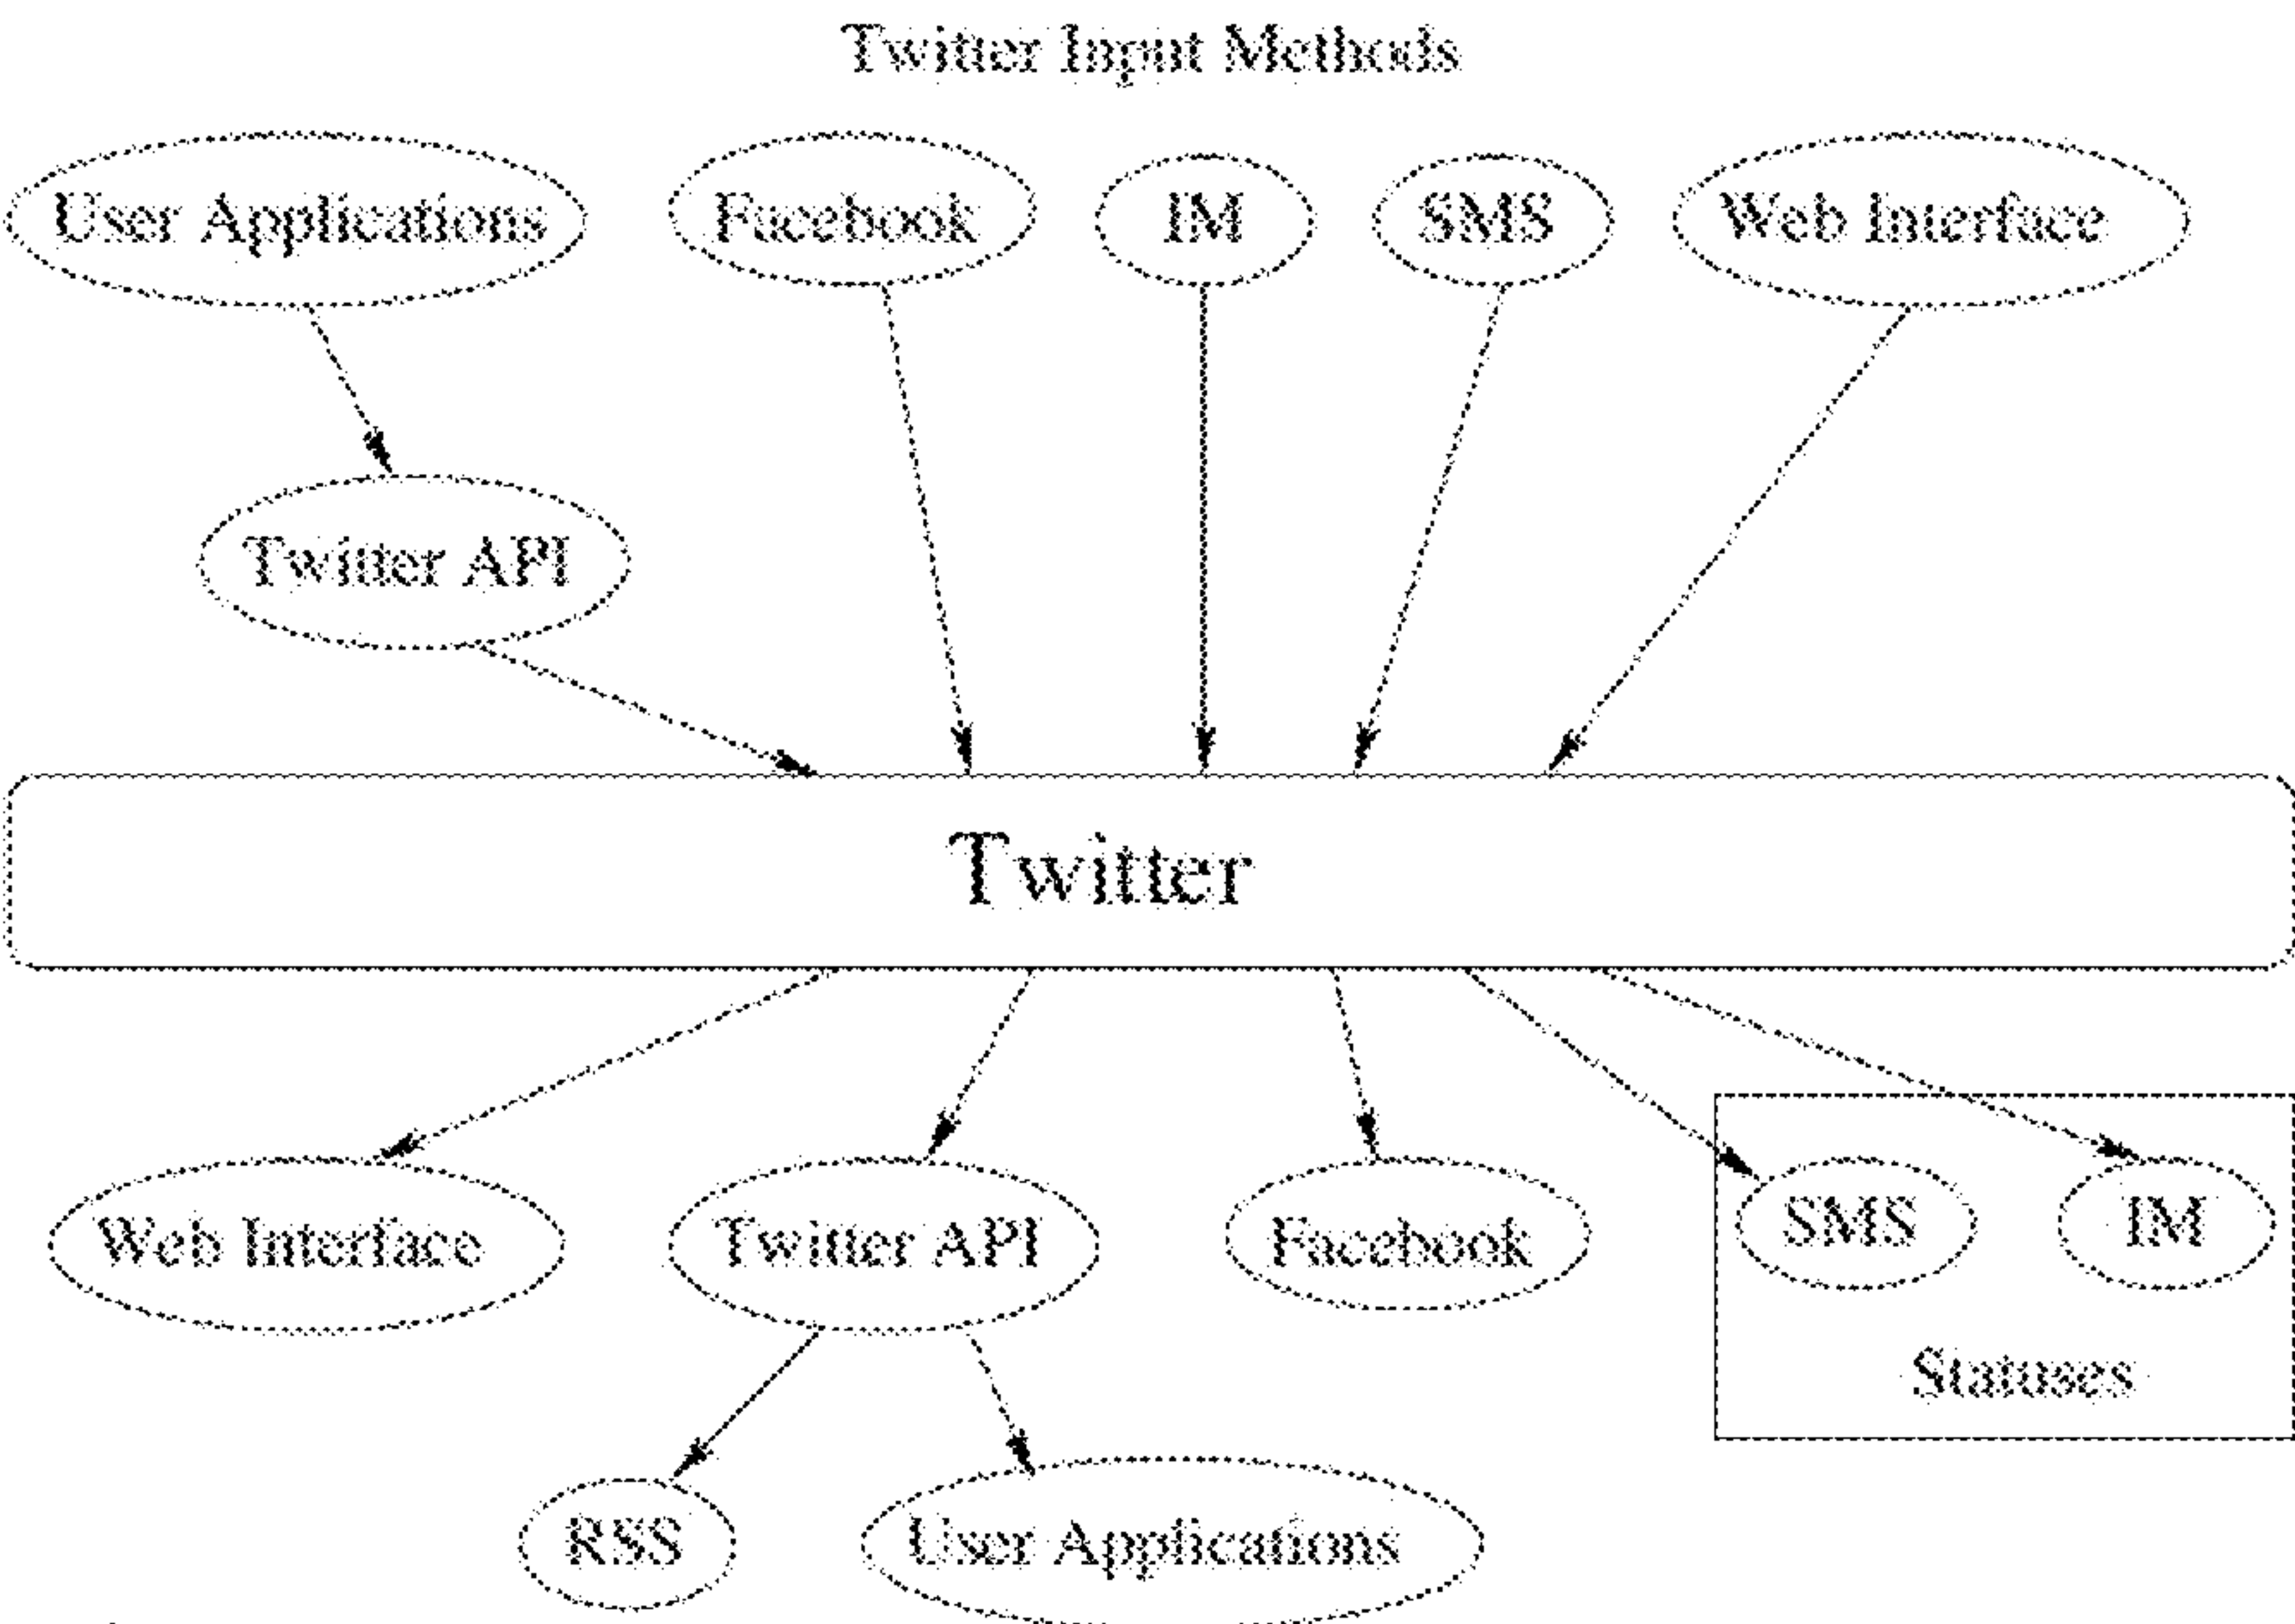 Twitter Input Methods
User Applications
Facebook
IM
SMS
Web Interface
Twitter API
Twitter
Web Interface
Twitter API
Facebook
SMS
IM
Statuses
RSS
User Applications